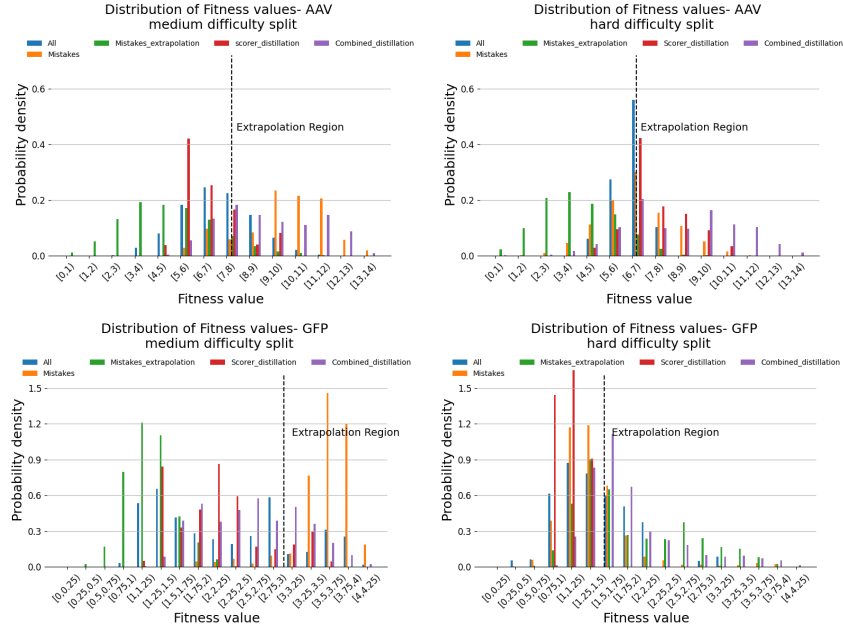 Distribution of Fitness values- AAV
medium difficulty split
All
Mistakes
Mistakes_extrapolation
scorer_distillation
Combined_distillation
Extrapolation Region
Probability density
0.6
0.4
0.2
0.0
[0,1)
[1,2)
[2,3)
[3,4)
[4,5)
[5,6)
[6,7)
[7,8)
[8,9)
[9,10)
[10,11)
[11,12)
[12,13)
[13,14)
Fitness value
Distribution of Fitness values- AAV
hard difficulty split
All
Mistakes
Mistakes_extrapolation
Scorer_distillation
Combined_distillation
Extrapolation Region
Probability density
0.6
0.4
0.2
0.0
[0,1)
[1,2)
[2,3)
[3,4)
[4,5)
[5,6)
[6,7)
[7,8)
[8,9)
[9,10)
[10,11)
[11,12)
[12,13)
[13,14)
Fitness value
Distribution of Fitness values- GFP
medium difficulty split
All
Mistakes
Mistakes_extrapolation
Scorer_distillation
Combined_distillation
Extrapolation Region
Probability density
1.5
1.2
0.9
0.6
0.3
0.0
[0,0.25)
[0.25,0.5)
[0.5,0.75)
[0.75,1)
[1,1.25)
[1.25,1.5)
[1.5,1.75)
[1.75,2)
[2,2.25)
[2.25,2.5)
[2.5,2.75)
[2.75,3)
[3,3.25)
[3.25,3.5)
[3.5,3.75)
[3.75,4)
[4,4.25)
Fitness value
Distribution of Fitness values- GFP
hard difficulty split
All
Mistakes
Mistakes_extrapolation
Scorer_distillation
Combined_distillation
Extrapolation Region
Probability density
1.5
1.2
0.9
0.6
0.3
0.0
[0,0.25)
[0.25,0.5)
[0.5,0.75)
[0.75,1)
[1,1.25)
[1.25,1.5)
[1.5,1.75)
[1.75,2)
[2,2.25)
[2.25,2.5)
[2.5,2.75)
[2.75,3)
[3,3.25)
[3.25,3.5)
[3.5,3.75)
[3.75,4)
[4,4.25)
Fitness value